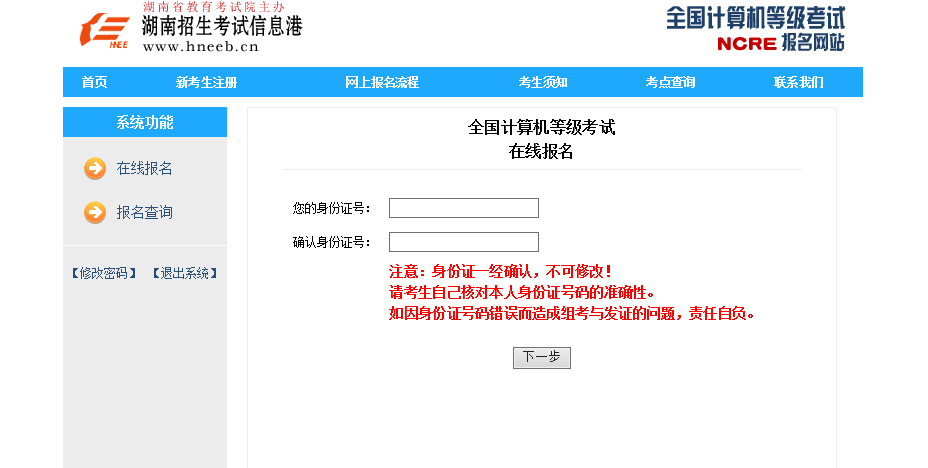 湖南省教育考试院主办
湖南招生考试信息港
www.hneeb.cn
HNEE
全国计算机等级考试
NCRE 报名网站
首页 新考生注册 网上报名流程 考生须知 考点查询 联系我们
系统功能
在线报名
报名查询
【修改密码】 【退出系统】
全国计算机等级考试
在线报名
您的身份证号：
确认身份证号：
注意：身份证一经确认，不可修改！
请考生自己核对本人身份证号码的准确性。
如因身份证号码错误而造成组考与发证的问题，责任自负。
下一步